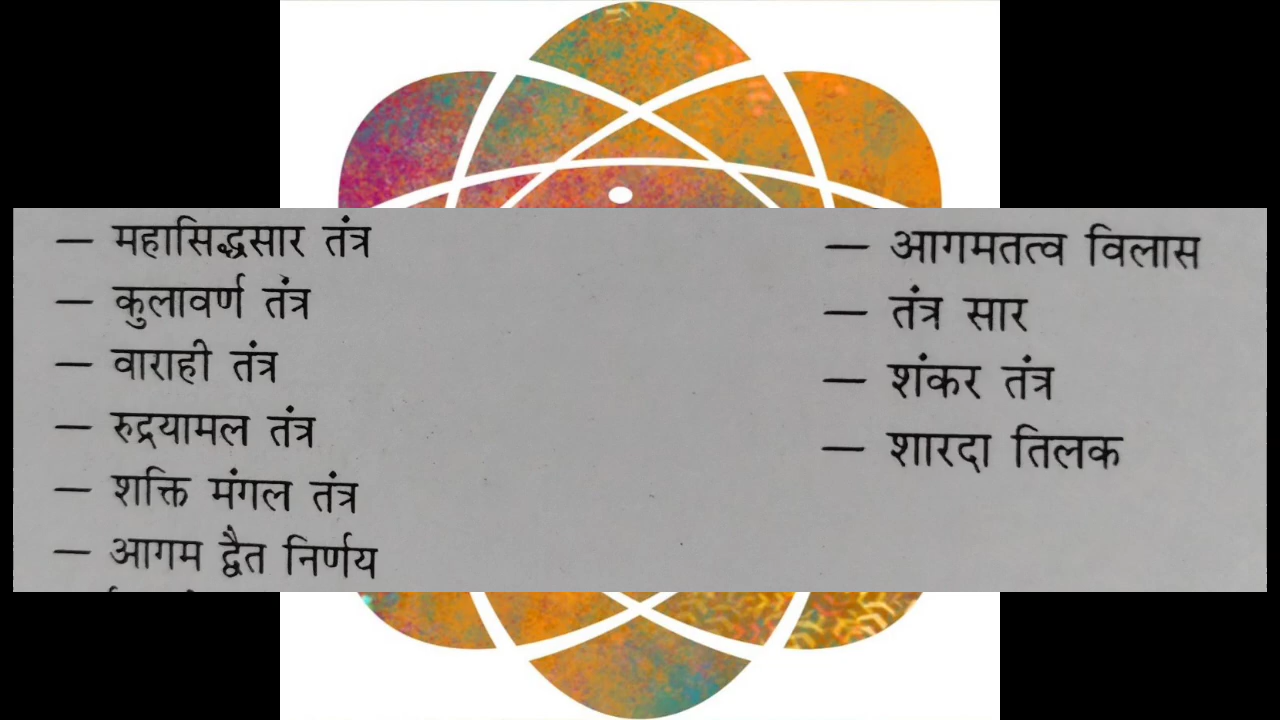 — महासिद्धसार तंत्र
— कुलावर्ण तंत्र
— वाराही तंत्र
— रुद्रयामल तंत्र
— शक्ति मंगल तंत्र
— आगम द्वैत निर्णय
— आगमतत्व विलास
— तंत्र सार
— शंकर तंत्र
— शारदा तिलक